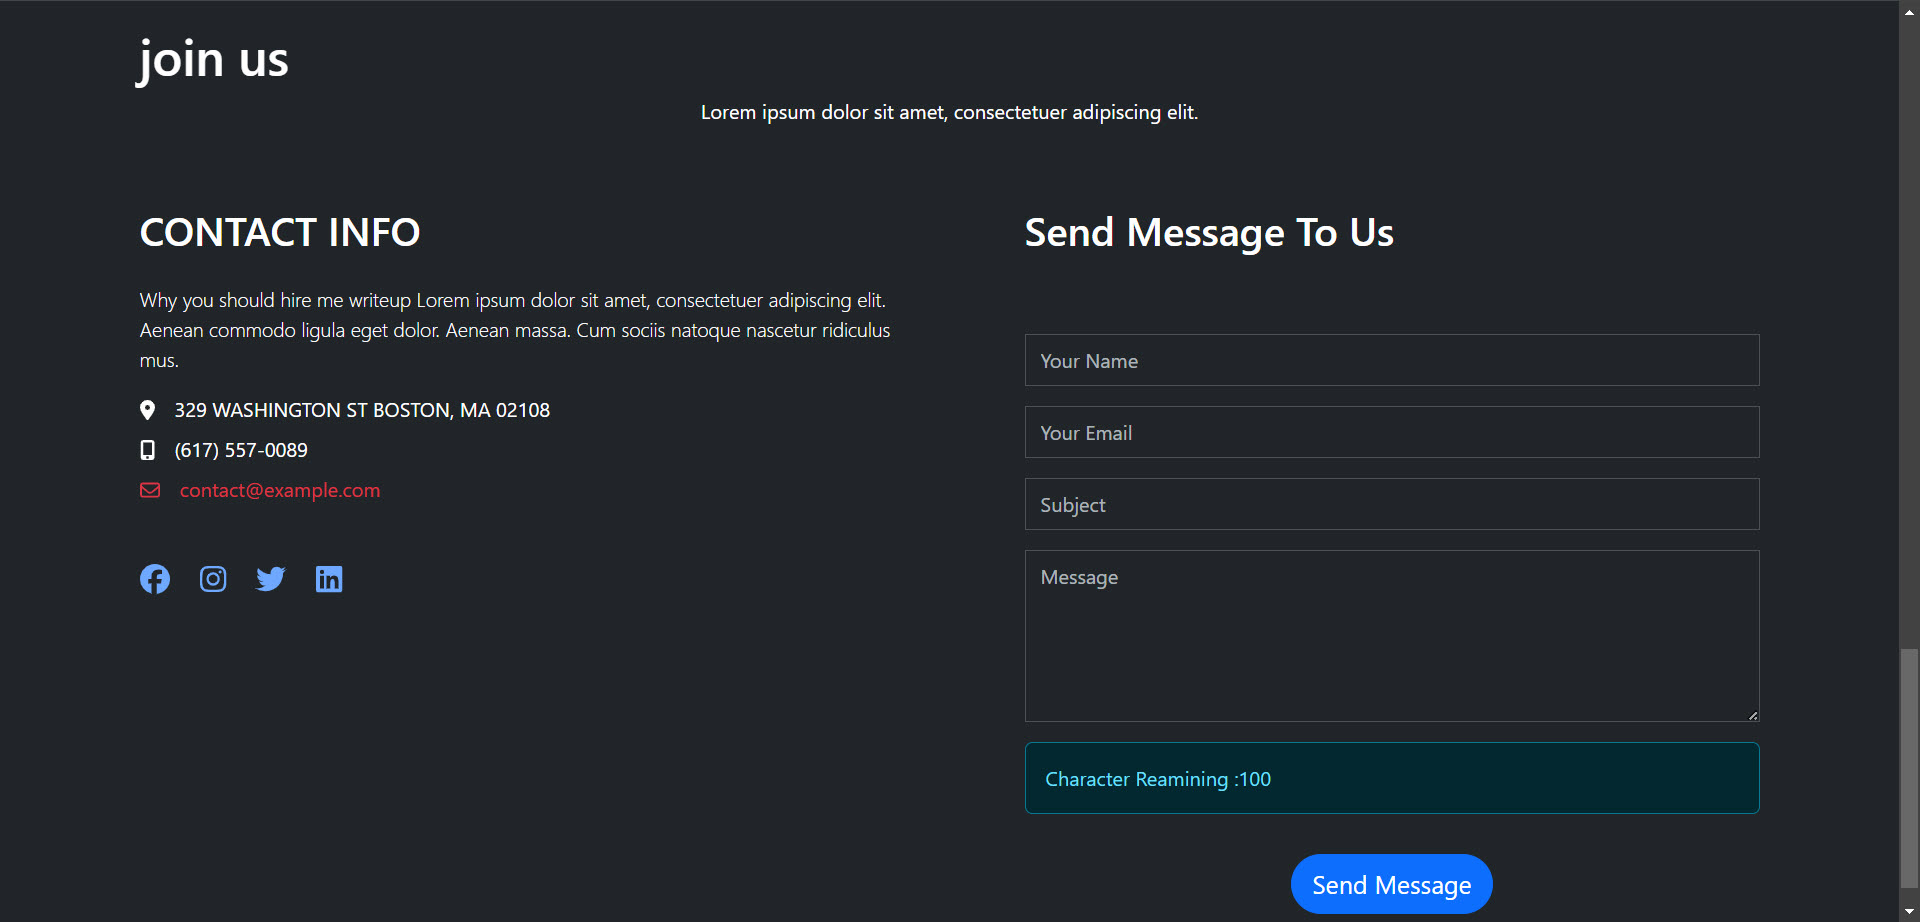 join us
Lorem ipsum dolor sit amet, consectetuer adipiscing elit.
CONTACT INFO
Why you should hire me writeup Lorem ipsum dolor sit amet, consectetuer adipiscing elit.
Aenean commodo ligula eget dolor. Aenean massa. Cum sociis natoque nascetur ridiculus
mus.
329 WASHINGTON ST BOSTON, MA 02108
(617) 557-0089
contact@example.com
Send Message To Us
Your Name
Your Email
Subject
Message
Character Reamining :100
Send Message